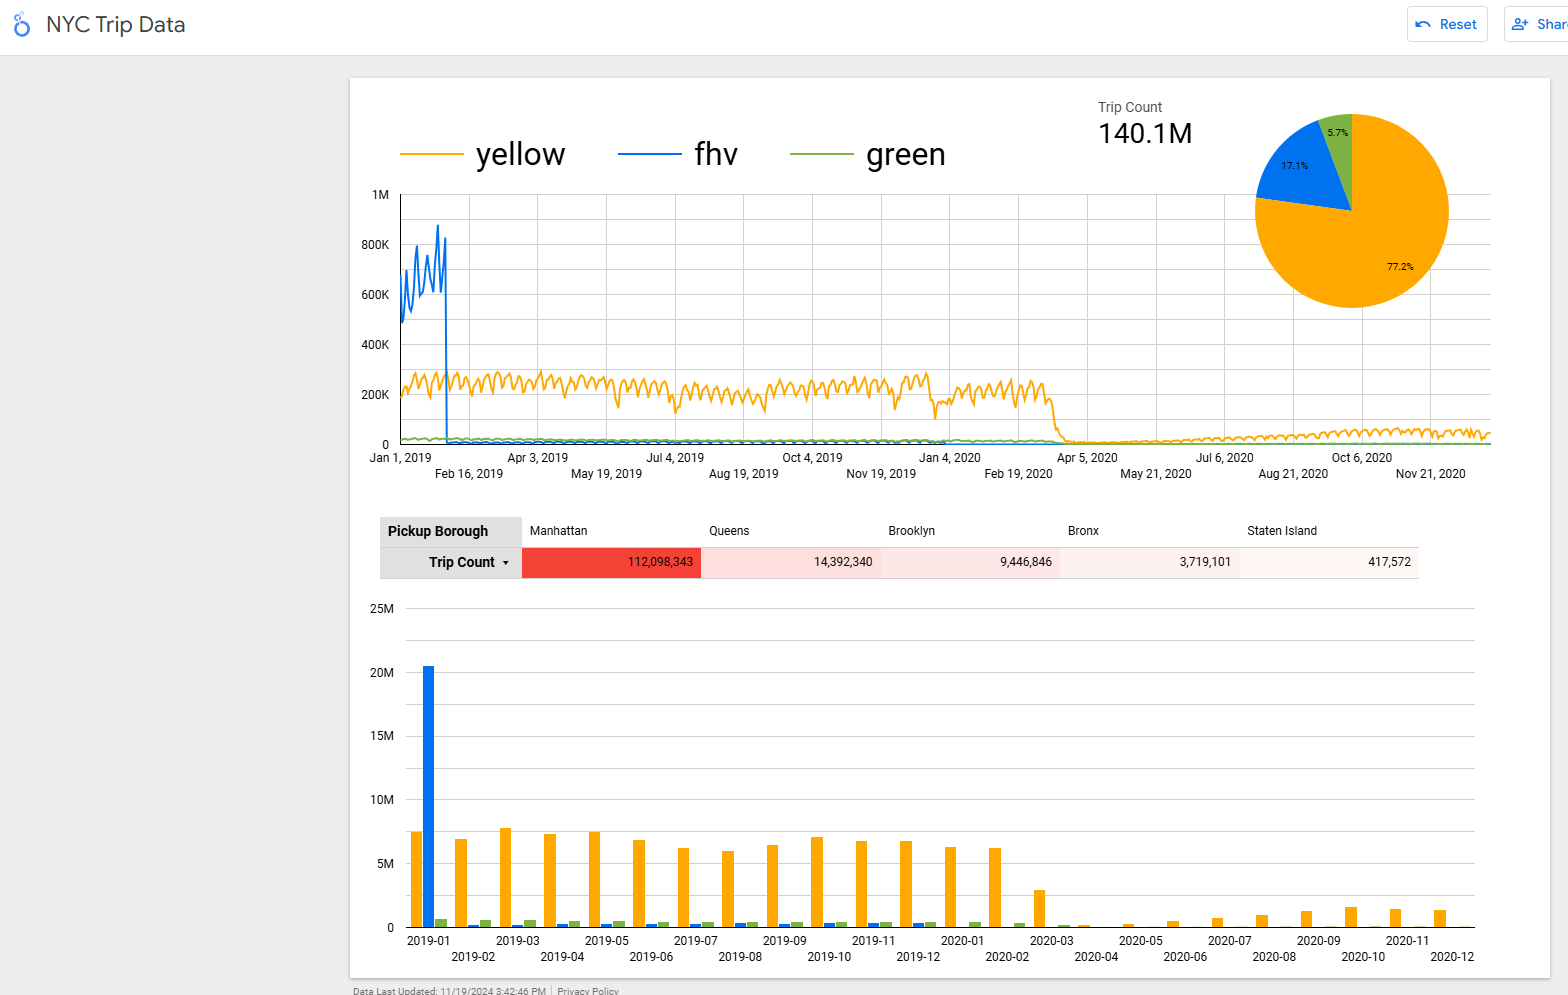 NYC Trip Data
Reset
Shar
Trip Count
140.1M
yellow fhv green
5.7%
17.1%
77.2%
1M
800K
600K
400K
200K
0
Jan 1, 2019 Apr 3, 2019 Jul 4, 2019 Oct 4, 2019 Jan 4, 2020 Apr 5, 2020 Jul 6, 2020 Oct 6, 2020
Feb 16, 2019 May 19, 2019 Aug 19, 2019 Nov 19, 2019 Feb 19, 2020 May 21, 2020 Aug 21, 2020 Nov 21, 2020
Pickup Borough Manhattan Queens Brooklyn Bronx Staten Island
Trip Count 112,098,343 14,392,340 9,446,846 3,719,101 417,572
25M
20M
15M
10M
5M
0
2019-01 2019-03 2019-05 2019-07 2019-09 2019-11 2020-01 2020-03 2020-05 2020-07 2020-09 2020-11
2019-02 2019-04 2019-06 2019-08 2019-10 2019-12 2020-02 2020-04 2020-06 2020-08 2020-10 2020-12
Data Last Updated: 11/19/2024 3:42:46 PM Privacy Policy